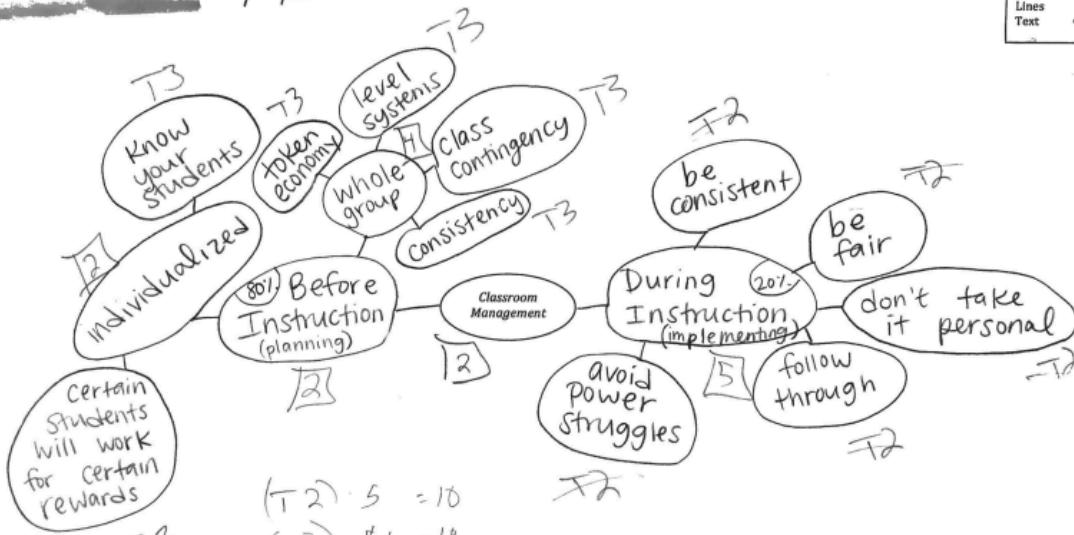 Lines
Text
T3
level
systems
T3
T3
Know
your
students
T3
token
economy
4
class
contingency
T3
whole
group
consistency
T3
T2
be
consistent
T2
be
fair
2
individualized
80% Before
Instruction
(planning)
2
Classroom
Management
2
During 20%
Instruction
(implementing)
5
don't take
it personal
T2
follow
through
T2
avoid
power
struggles
T2
Certain
students
will work
for certain
rewards
(T2) 5 = 10